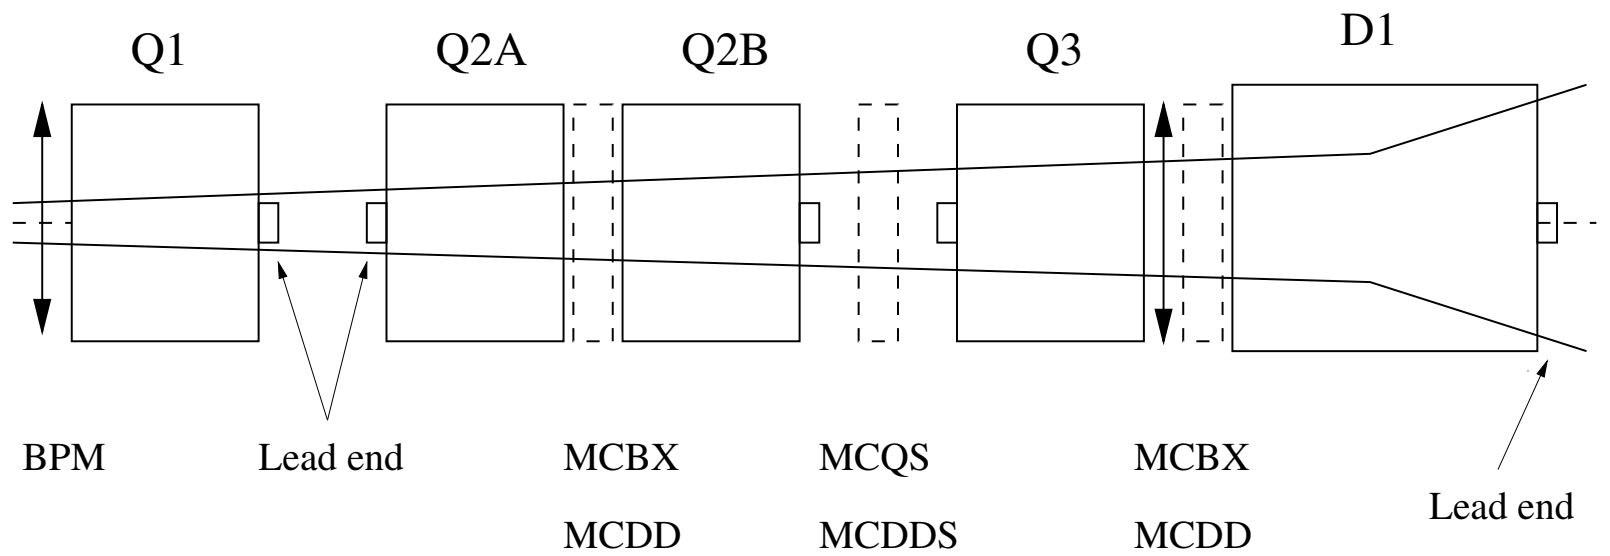 Q1 Q2A Q2B Q3 D1
BPM Lead end MCBX MCQS MCBX
Lead end
MCDD MCDDS MCDD